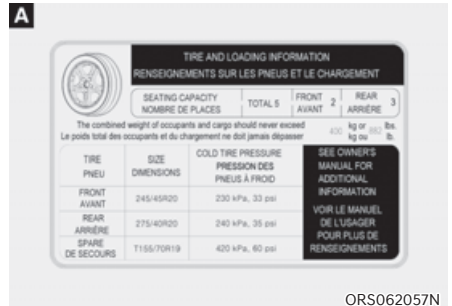 A
TIRE AND LOADING INFORMATION
RENSEIGNEMENTS SUR LES PNEUS ET LE CHARGEMENT
SEATING CAPACITY
NOMBRE DE PLACES
TOTAL 5
FRONT
AVANT
2
REAR
ARRIÈRE
3
The combined weight of occupants and cargo should never exceed
Le poids total des occupants et du chargement ne doit jamais dépasser
400 kg or 882 lbs.
kg ou lb.
TIRE
PNEU
SIZE
DIMENSIONS
COLD TIRE PRESSURE
PRESSION DES
PNEUS À FROID
SEE OWNER'S
MANUAL FOR
ADDITIONAL
INFORMATION
VOIR LE MANUEL
DE L'USAGER
POUR PLUS DE
RENSEIGNEMENTS
FRONT
AVANT
245/45R20
230 kPa, 33 psi
REAR
ARRIÈRE
275/40R20
240 kPa, 35 psi
SPARE
DE SECOURS
T155/70R19
420 kPa, 60 psi
ORS062057N